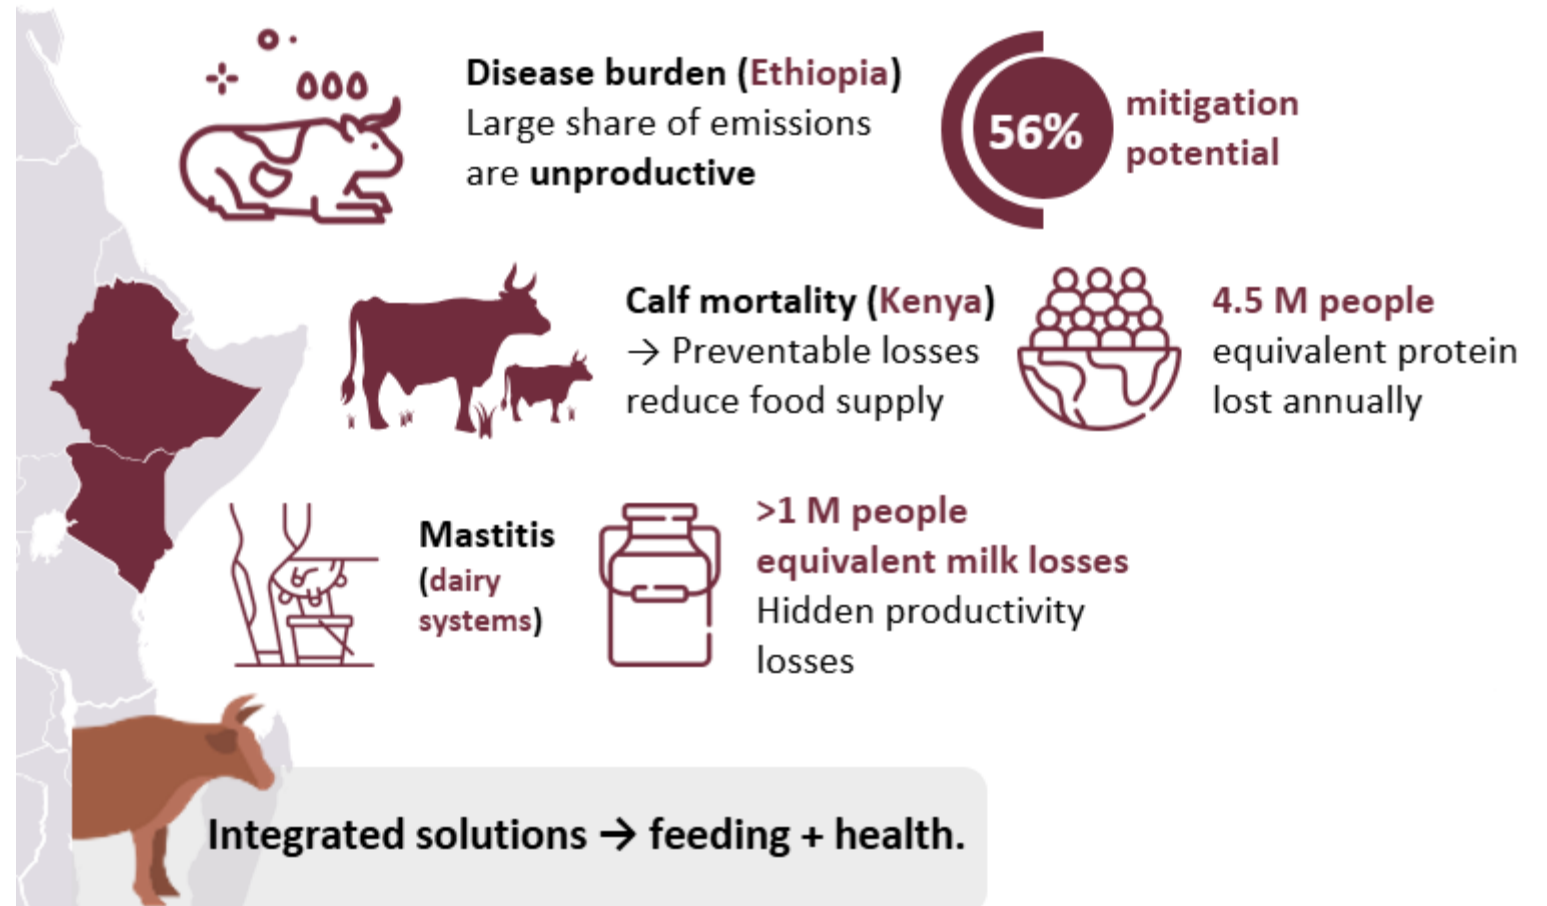 Disease burden (Ethiopia)
Large share of emissions
are unproductive
56%
mitigation
potential
Calf mortality (Kenya)
→ Preventable losses
reduce food supply
4.5 M people
equivalent protein
lost annually
Mastitis
(dairy
systems)
>1 M people
equivalent milk losses
Hidden productivity
losses
Integrated solutions → feeding + health.